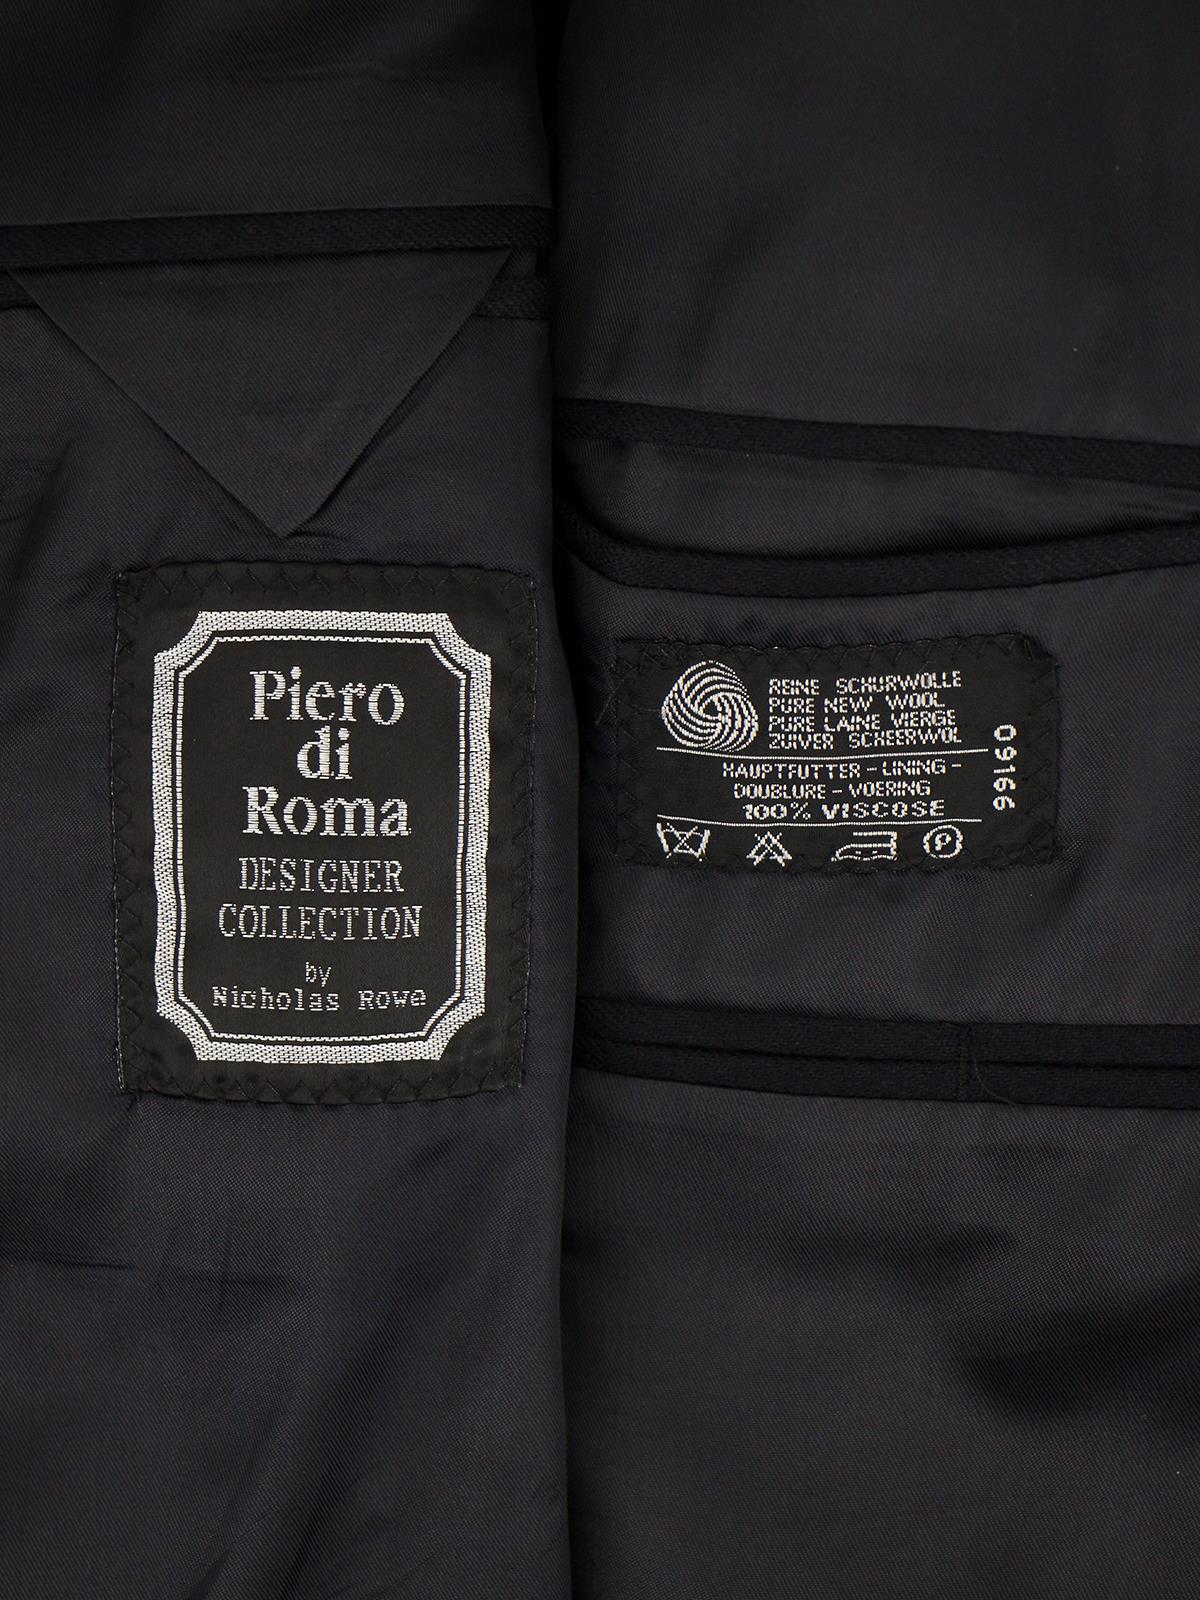 Piero
di
Roma
DESIGNER
COLLECTION
by
Nicholas Rowe
REINE SCHURWOLLE
PURE NEW WOOL
PURE LAINE VIERGE
ZUIVER SCHEERWOL
HAUPTFUTTER - LINING -
DOUBLURE - VOERING
100% VISCOSE
P
09166